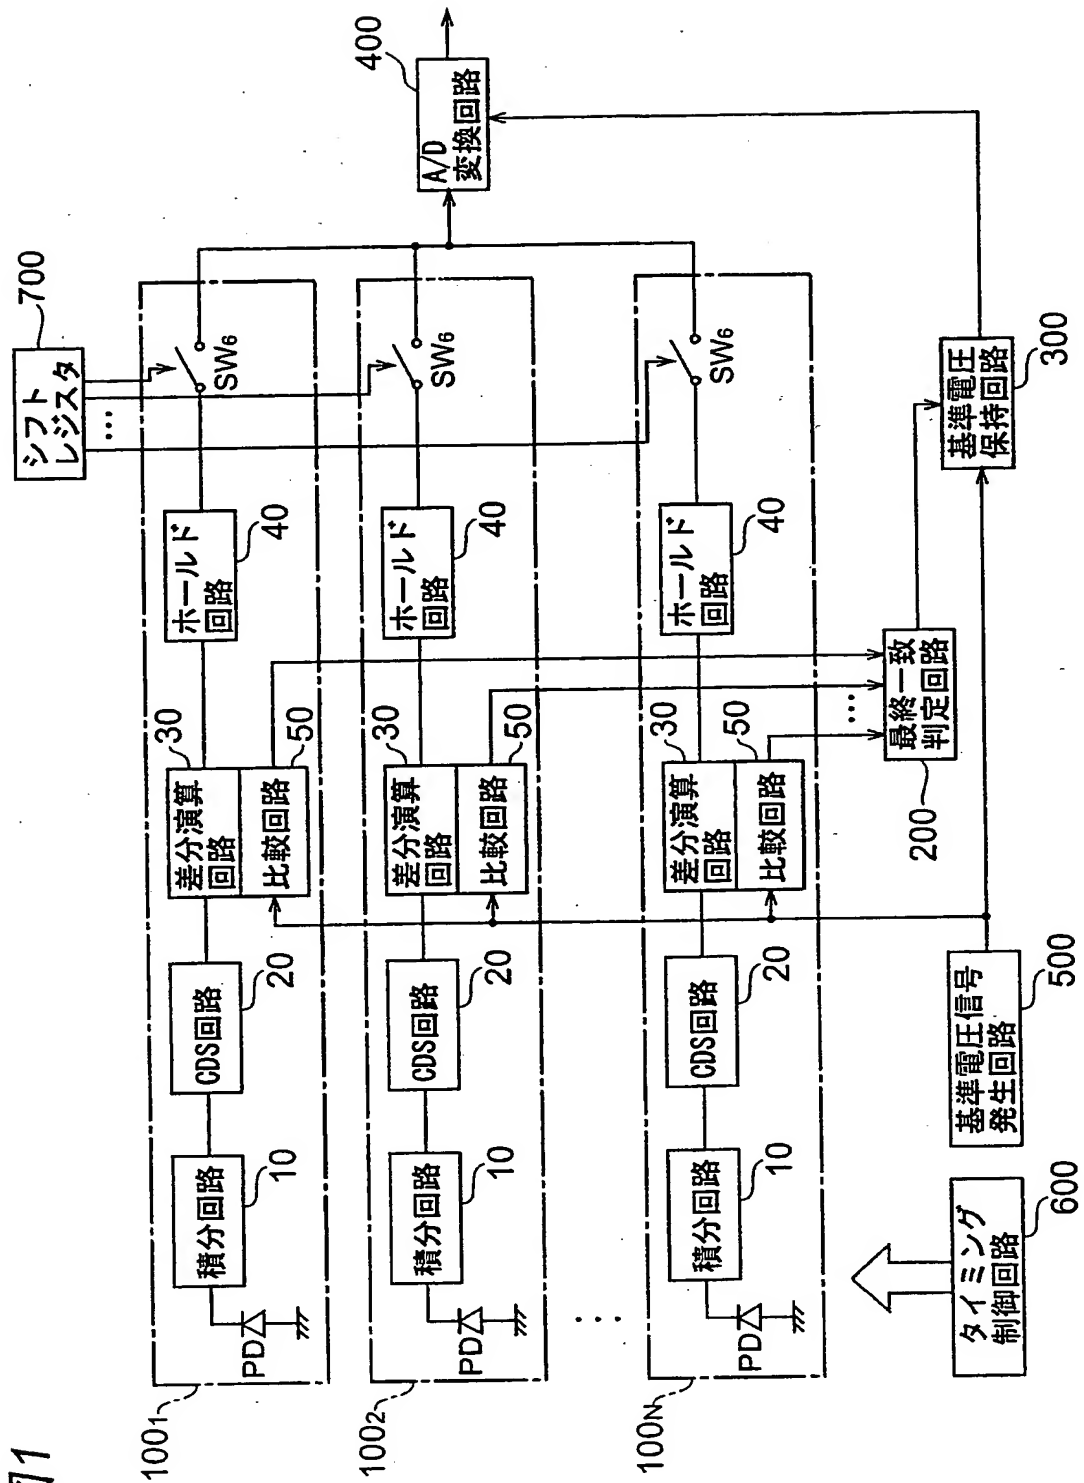 図1
シフト
レジスタ
700
400
A/D
変換回路
100₁
PD
積分回路
10
CDS回路
20
差分演算
回路
30
比較回路
50
ホールド
回路
40
SW₆
100₂
PD
積分回路
10
CDS回路
20
差分演算
回路
30
比較回路
50
ホールド
回路
40
SW₆
100N
PD
積分回路
10
CDS回路
20
差分演算
回路
30
比較回路
50
ホールド
回路
40
SW₆
タイミング
制御回路
600
基準電圧信号
発生回路
500
最終一致
判定回路
200
基準電圧
保持回路
300